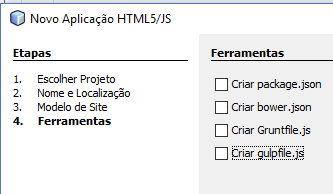 Novo Aplicação HTML5/JS
Etapas
1. Escolher Projeto
2. Nome e Localização
3. Modelo de Site
4. Ferramentas
Ferramentas
Criar package.json
Criar bower.json
Criar Gruntfile.js
Criar gulpfile.js